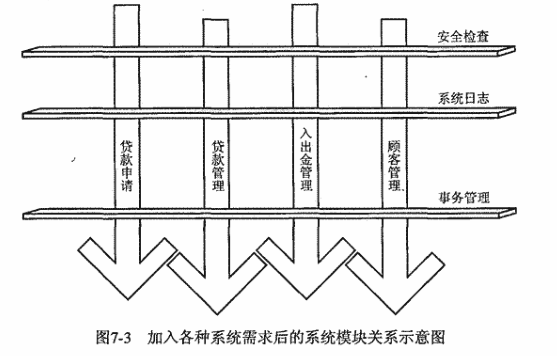 安全检查
系统日志
贷款申请
贷款管理
入出金管理
顾客管理
事务管理
图7-3 加入各种系统需求后的系统模块关系示意图